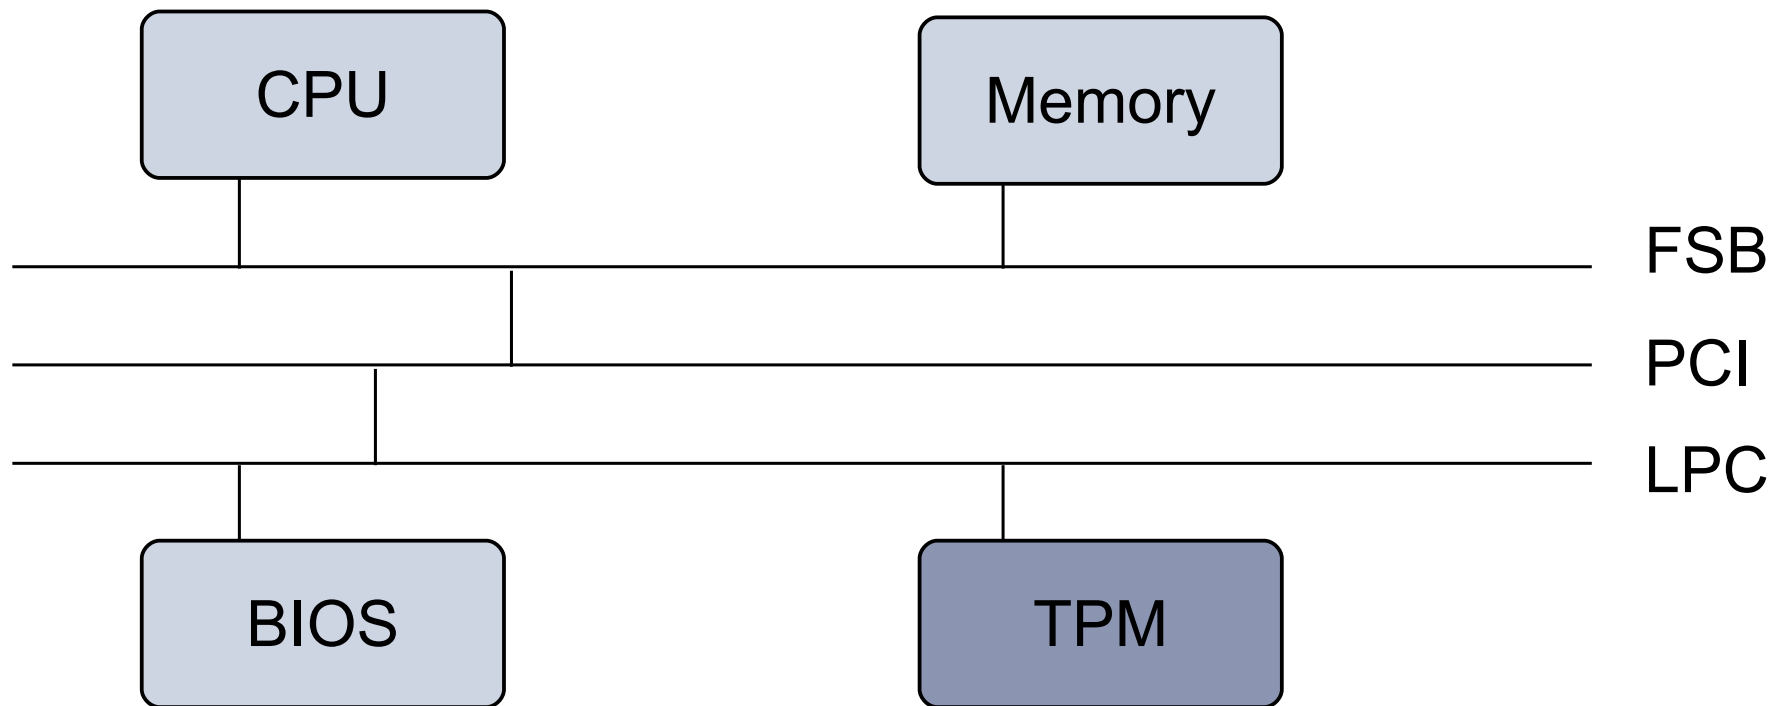 CPU
Memory
FSB
PCI
LPC
BIOS
TPM